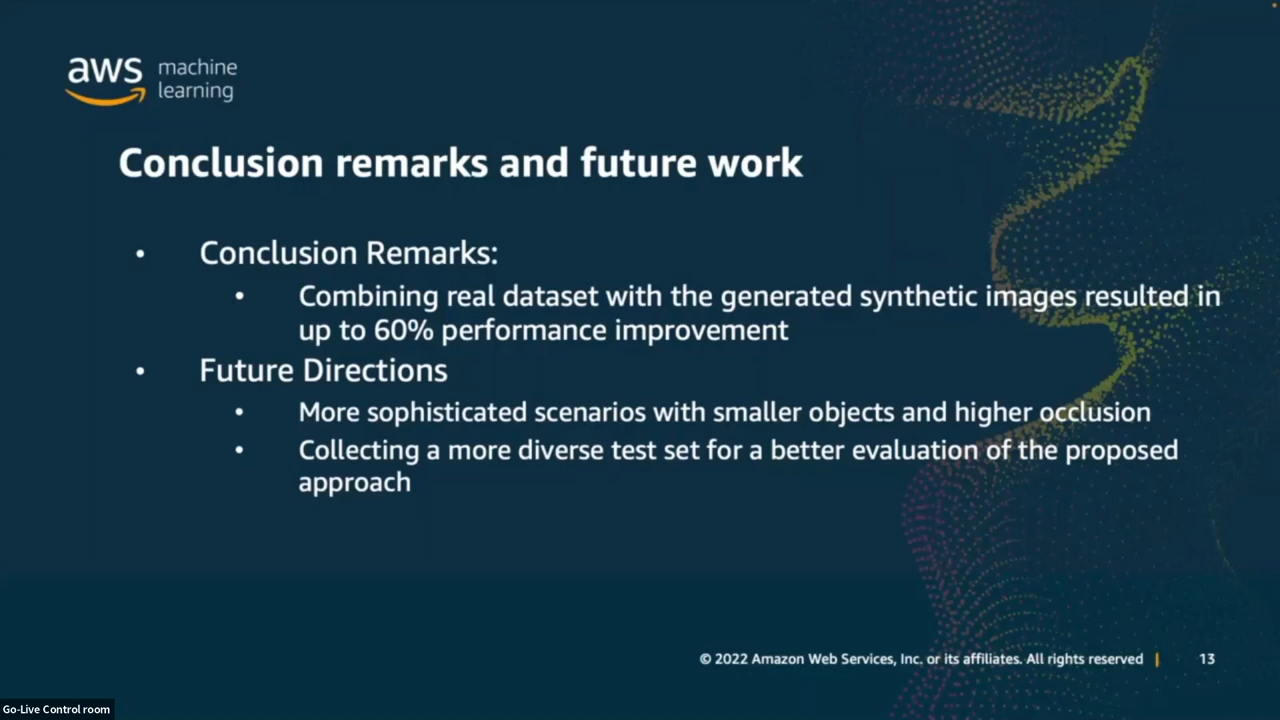 aws machine
learning
Conclusion remarks and future work
• Conclusion Remarks:
• Combining real dataset with the generated synthetic images resulted in
up to 60% performance improvement
• Future Directions
• More sophisticated scenarios with smaller objects and higher occlusion
• Collecting a more diverse test set for a better evaluation of the proposed
approach
© 2022 Amazon Web Services, Inc. or its affiliates. All rights reserved | 13
Go-Live Control room